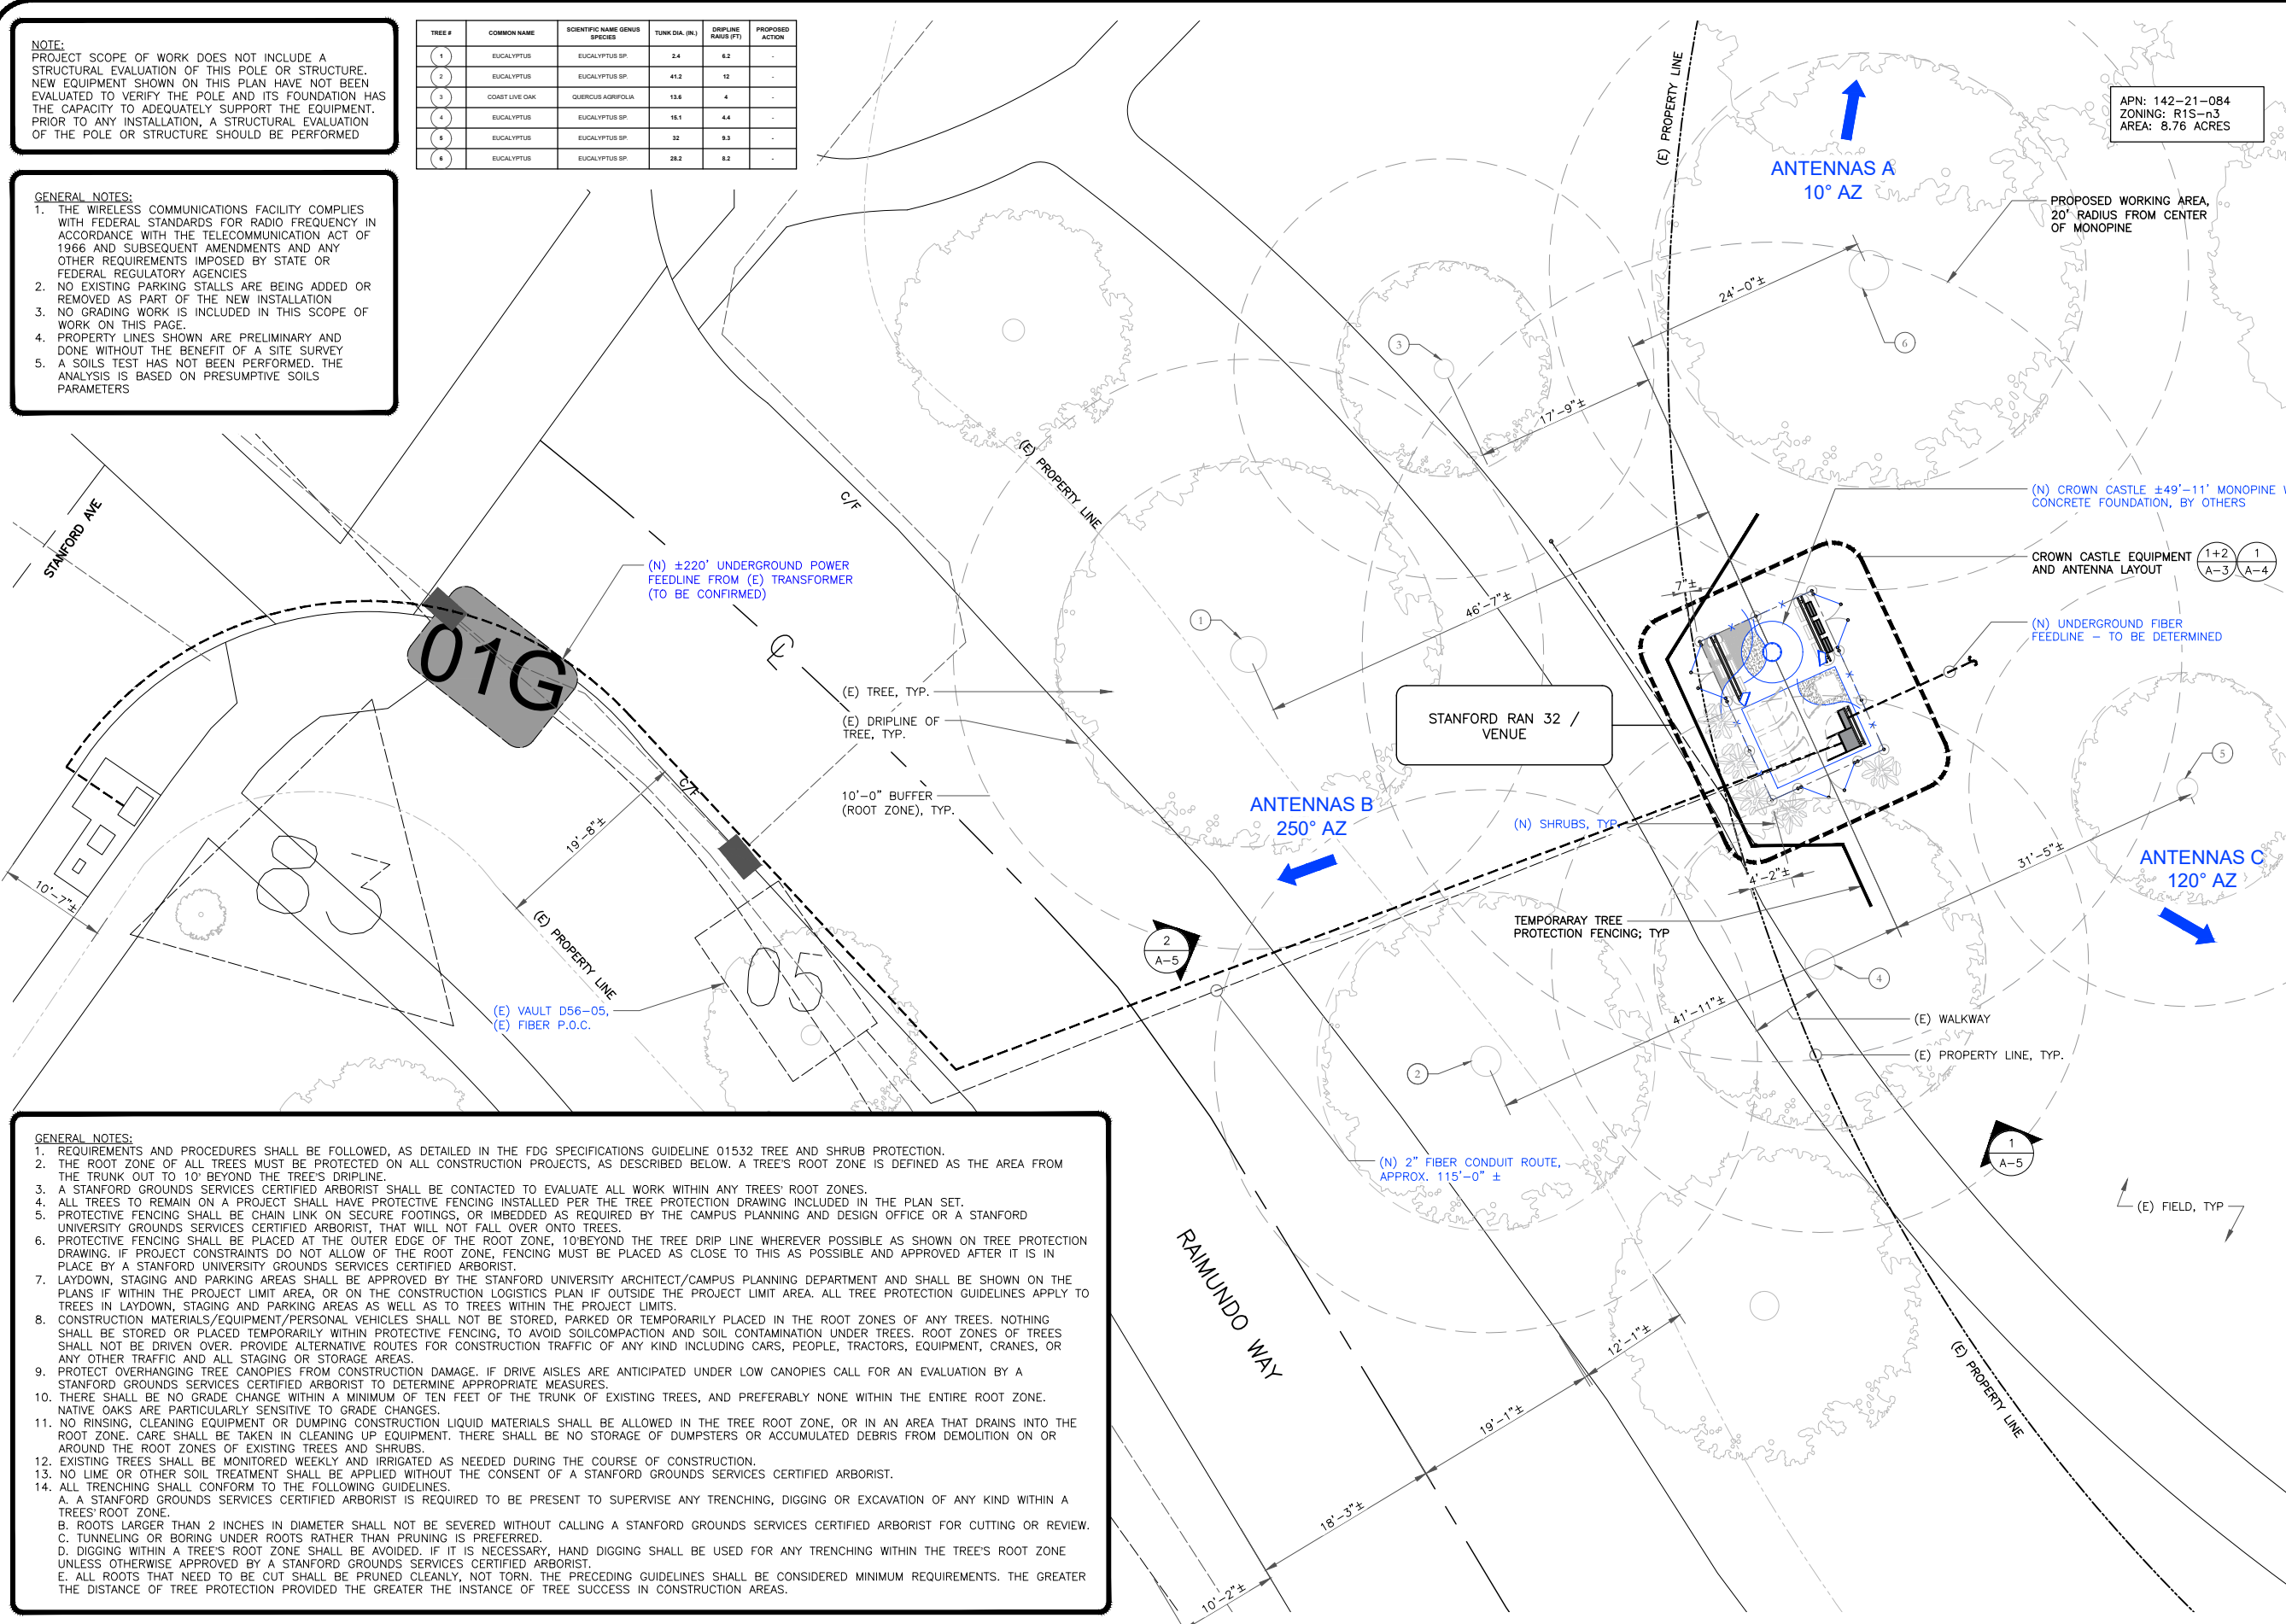 NOTE:
PROJECT SCOPE OF WORK DOES NOT INCLUDE A
STRUCTURAL EVALUATION OF THIS POLE OR STRUCTURE.
NEW EQUIPMENT SHOWN ON THIS PLAN HAVE NOT BEEN
EVALUATED TO VERIFY THE POLE AND ITS FOUNDATION HAS
THE CAPACITY TO ADEQUATELY SUPPORT THE EQUIPMENT.
PRIOR TO ANY INSTALLATION, A STRUCTURAL EVALUATION
OF THE POLE OR STRUCTURE SHOULD BE PERFORMED
TREE # COMMON NAME SCIENTIFIC NAME GENUS SPECIES TUNK DIA. (IN.) DRIPLINE RAIUS (FT) PROPOSED ACTION
1 EUCALYPTUS EUCALYPTUS SP. 2.4 6.2 -
2 EUCALYPTUS EUCALYPTUS SP. 41.2 12 -
3 COAST LIVE OAK QUERCUS AGRIFOLIA 13.6 4 -
4 EUCALYPTUS EUCALYPTUS SP. 15.1 4.4 -
5 EUCALYPTUS EUCALYPTUS SP. 32 9.3 -
6 EUCALYPTUS EUCALYPTUS SP. 28.2 8.2 -
GENERAL NOTES:
1. THE WIRELESS COMMUNICATIONS FACILITY COMPLIES
WITH FEDERAL STANDARDS FOR RADIO FREQUENCY IN
ACCORDANCE WITH THE TELECOMMUNICATION ACT OF
1966 AND SUBSEQUENT AMENDMENTS AND ANY
OTHER REQUIREMENTS IMPOSED BY STATE OR
FEDERAL REGULATORY AGENCIES
2. NO EXISTING PARKING STALLS ARE BEING ADDED OR
REMOVED AS PART OF THE NEW INSTALLATION
3. NO GRADING WORK IS INCLUDED IN THIS SCOPE OF
WORK ON THIS PAGE.
4. PROPERTY LINES SHOWN ARE PRELIMINARY AND
DONE WITHOUT THE BENEFIT OF A SITE SURVEY
5. A SOILS TEST HAS NOT BEEN PERFORMED. THE
ANALYSIS IS BASED ON PRESUMPTIVE SOILS
PARAMETERS
(E) PROPERTY LINE
APN: 142-21-084
ZONING: R1S-n3
AREA: 8.76 ACRES
ANTENNAS A
10° AZ
PROPOSED WORKING AREA,
20' RADIUS FROM CENTER
OF MONOPINE
24'-0"±
3
6
17'-9"±
(E) PROPERTY LINE
C/F
STANFORD AVE
(N) CROWN CASTLE ±49'-11' MONOPINE
CONCRETE FOUNDATION, BY OTHERS
CROWN CASTLE EQUIPMENT
AND ANTENNA LAYOUT
1+2
A-3
1
A-4
(N) ±220' UNDERGROUND POWER
FEEDLINE FROM (E) TRANSFORMER
(TO BE CONFIRMED)
7"±
46'-7"±
1
(N) UNDERGROUND FIBER
FEEDLINE – TO BE DETERMINED
01G
(E) TREE, TYP.
(E) DRIPLINE OF
TREE, TYP.
STANFORD RAN 32 /
VENUE
5
C/F
10'-0" BUFFER
(ROOT ZONE), TYP.
ANTENNAS B
250° AZ
(N) SHRUBS, TYP
19'-8"±
31'-5"±
ANTENNAS C
120° AZ
4'-2"±
10'-7"±
(E) PROPERTY LINE
TEMPORARAY TREE
PROTECTION FENCING; TYP
2
A-5
4
05
(E) VAULT D56-05,
(E) FIBER P.O.C.
41'-11"±
(E) WALKWAY
(E) PROPERTY LINE, TYP.
2
1
A-5
(N) 2" FIBER CONDUIT ROUTE,
APPROX. 115'-0" ±
(E) FIELD, TYP
RAIMUNDO WAY
12'-1"±
(E) PROPERTY LINE
19'-1"±
18'-3"±
10'-2"±
GENERAL NOTES:
1. REQUIREMENTS AND PROCEDURES SHALL BE FOLLOWED, AS DETAILED IN THE FDG SPECIFICATIONS GUIDELINE 01532 TREE AND SHRUB PROTECTION.
2. THE ROOT ZONE OF ALL TREES MUST BE PROTECTED ON ALL CONSTRUCTION PROJECTS, AS DESCRIBED BELOW. A TREE'S ROOT ZONE IS DEFINED AS THE AREA FROM
THE TRUNK OUT TO 10' BEYOND THE TREE'S DRIPLINE.
3. A STANFORD GROUNDS SERVICES CERTIFIED ARBORIST SHALL BE CONTACTED TO EVALUATE ALL WORK WITHIN ANY TREES' ROOT ZONES.
4. ALL TREES TO REMAIN ON A PROJECT SHALL HAVE PROTECTIVE FENCING INSTALLED PER THE TREE PROTECTION DRAWING INCLUDED IN THE PLAN SET.
5. PROTECTIVE FENCING SHALL BE CHAIN LINK ON SECURE FOOTINGS, OR IMBEDDED AS REQUIRED BY THE CAMPUS PLANNING AND DESIGN OFFICE OR A STANFORD
UNIVERSITY GROUNDS SERVICES CERTIFIED ARBORIST, THAT WILL NOT FALL OVER ONTO TREES.
6. PROTECTIVE FENCING SHALL BE PLACED AT THE OUTER EDGE OF THE ROOT ZONE, 10'BEYOND THE TREE DRIP LINE WHEREVER POSSIBLE AS SHOWN ON TREE PROTECTION
DRAWING. IF PROJECT CONSTRAINTS DO NOT ALLOW OF THE ROOT ZONE, FENCING MUST BE PLACED AS CLOSE TO THIS AS POSSIBLE AND APPROVED AFTER IT IS IN
PLACE BY A STANFORD UNIVERSITY GROUNDS SERVICES CERTIFIED ARBORIST.
7. LAYDOWN, STAGING AND PARKING AREAS SHALL BE APPROVED BY THE STANFORD UNIVERSITY ARCHITECT/CAMPUS PLANNING DEPARTMENT AND SHALL BE SHOWN ON THE
PLANS IF WITHIN THE PROJECT LIMIT AREA, OR ON THE CONSTRUCTION LOGISTICS PLAN IF OUTSIDE THE PROJECT LIMIT AREA. ALL TREE PROTECTION GUIDELINES APPLY TO
TREES IN LAYDOWN, STAGING AND PARKING AREAS AS WELL AS TO TREES WITHIN THE PROJECT LIMITS.
8. CONSTRUCTION MATERIALS/EQUIPMENT/PERSONAL VEHICLES SHALL NOT BE STORED, PARKED OR TEMPORARILY PLACED IN THE ROOT ZONES OF ANY TREES. NOTHING
SHALL BE STORED OR PLACED TEMPORARILY WITHIN PROTECTIVE FENCING, TO AVOID SOILCOMPACTION AND SOIL CONTAMINATION UNDER TREES. ROOT ZONES OF TREES
SHALL NOT BE DRIVEN OVER. PROVIDE ALTERNATIVE ROUTES FOR CONSTRUCTION TRAFFIC OF ANY KIND INCLUDING CARS, PEOPLE, TRACTORS, EQUIPMENT, CRANES, OR
ANY OTHER TRAFFIC AND ALL STAGING OR STORAGE AREAS.
9. PROTECT OVERHANGING TREE CANOPIES FROM CONSTRUCTION DAMAGE. IF DRIVE AISLES ARE ANTICIPATED UNDER LOW CANOPIES CALL FOR AN EVALUATION BY A
STANFORD GROUNDS SERVICES CERTIFIED ARBORIST TO DETERMINE APPROPRIATE MEASURES.
10. THERE SHALL BE NO GRADE CHANGE WITHIN A MINIMUM OF TEN FEET OF THE TRUNK OF EXISTING TREES, AND PREFERABLY NONE WITHIN THE ENTIRE ROOT ZONE.
NATIVE OAKS ARE PARTICULARLY SENSITIVE TO GRADE CHANGES.
11. NO RINSING, CLEANING EQUIPMENT OR DUMPING CONSTRUCTION LIQUID MATERIALS SHALL BE ALLOWED IN THE TREE ROOT ZONE, OR IN AN AREA THAT DRAINS INTO THE
ROOT ZONE. CARE SHALL BE TAKEN IN CLEANING UP EQUIPMENT. THERE SHALL BE NO STORAGE OF DUMPSTERS OR ACCUMULATED DEBRIS FROM DEMOLITION ON OR
AROUND THE ROOT ZONES OF EXISTING TREES AND SHRUBS.
12. EXISTING TREES SHALL BE MONITORED WEEKLY AND IRRIGATED AS NEEDED DURING THE COURSE OF CONSTRUCTION.
13. NO LIME OR OTHER SOIL TREATMENT SHALL BE APPLIED WITHOUT THE CONSENT OF A STANFORD GROUNDS SERVICES CERTIFIED ARBORIST.
14. ALL TRENCHING SHALL CONFORM TO THE FOLLOWING GUIDELINES.
A. A STANFORD GROUNDS SERVICES CERTIFIED ARBORIST IS REQUIRED TO BE PRESENT TO SUPERVISE ANY TRENCHING, DIGGING OR EXCAVATION OF ANY KIND WITHIN A
TREES' ROOT ZONE.
B. ROOTS LARGER THAN 2 INCHES IN DIAMETER SHALL NOT BE SEVERED WITHOUT CALLING A STANFORD GROUNDS SERVICES CERTIFIED ARBORIST FOR CUTTING OR REVIEW.
C. TUNNELING OR BORING UNDER ROOTS RATHER THAN PRUNING IS PREFERRED.
D. DIGGING WITHIN A TREE'S ROOT ZONE SHALL BE AVOIDED. IF IT IS NECESSARY, HAND DIGGING SHALL BE USED FOR ANY TRENCHING WITHIN THE TREE'S ROOT ZONE
UNLESS OTHERWISE APPROVED BY A STANFORD GROUNDS SERVICES CERTIFIED ARBORIST.
E. ALL ROOTS THAT NEED TO BE CUT SHALL BE PRUNED CLEANLY, NOT TORN. THE PRECEDING GUIDELINES SHALL BE CONSIDERED MINIMUM REQUIREMENTS. THE GREATER
THE DISTANCE OF TREE PROTECTION PROVIDED THE GREATER THE INSTANCE OF TREE SUCCESS IN CONSTRUCTION AREAS.